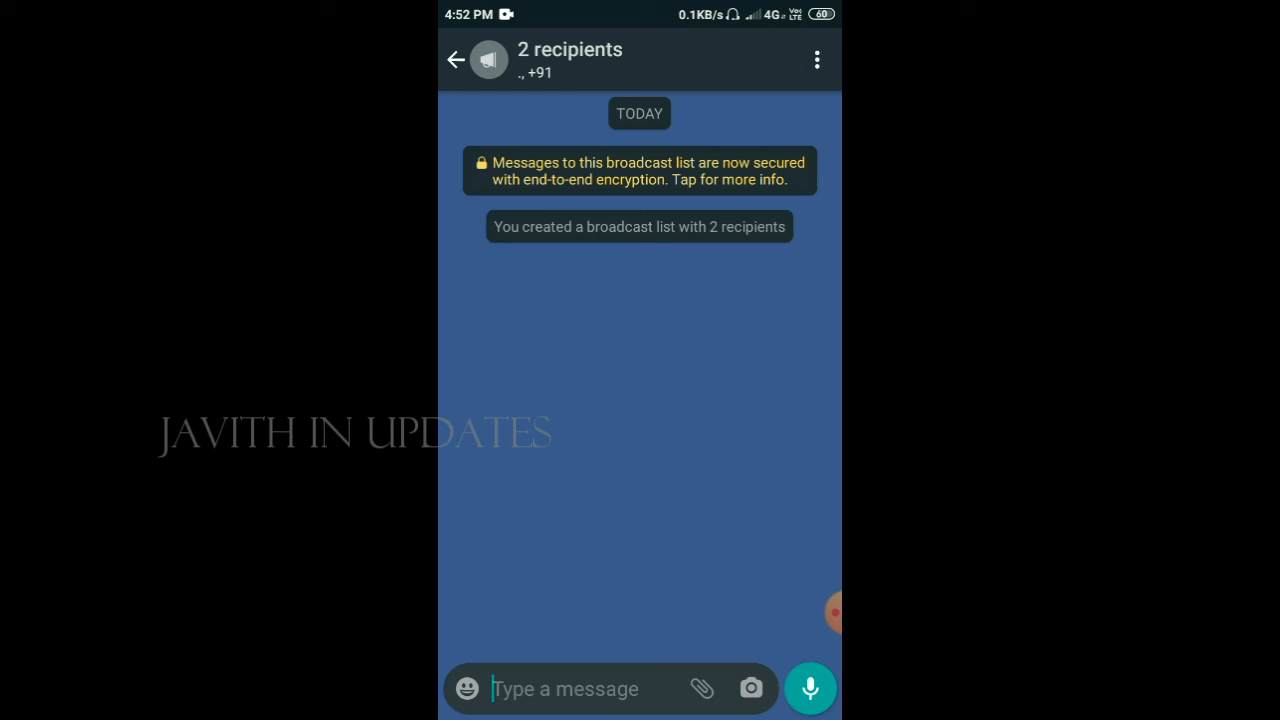 4:52 PM 0.1KB/s 4G Vo LTE 60
2 recipients
., +91
TODAY
Messages to this broadcast list are now secured
with end-to-end encryption. Tap for more info.
You created a broadcast list with 2 recipients
JAVITH IN UPDATES
Type a message